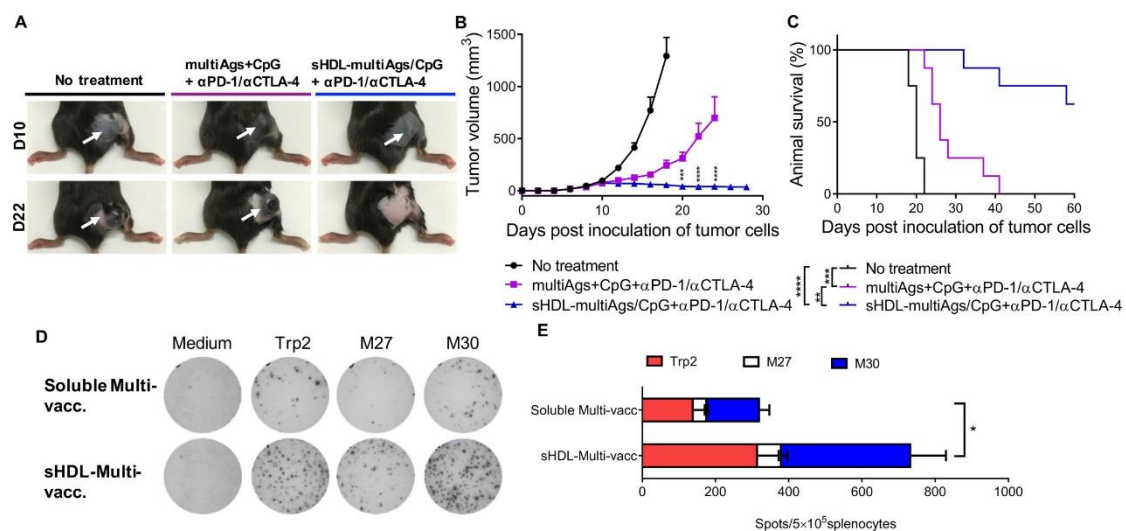 A
No treatment
multiAgs+CpG
+ αPD-1/αCTLA-4
sHDL-multiAgs/CpG
+ αPD-1/αCTLA-4
D10
D22
B
Tumor volume (mm³)
1500
1000
500
0
0 10 20 30
*** **** ****
Days post inoculation of tumor cells
No treatment
multiAgs+CpG+αPD-1/αCTLA-4
sHDL-multiAgs/CpG+αPD-1/αCTLA-4
C
Animal survival (%)
100
50
0
0 10 20 30 40 50 60
Days post inoculation of tumor cells
**** ** ***
No treatment
multiAgs+CpG+αPD-1/αCTLA-4
sHDL-multiAgs/CpG+αPD-1/αCTLA-4
D
Medium Trp2 M27 M30
Soluble Multi-
vacc.
sHDL-Multi-
vacc.
E
Trp2 M27 M30
Soluble Multi-vacc
sHDL-Multi-vacc
*
0 200 400 600 800 1000
Spots/5×10⁵splenocytes